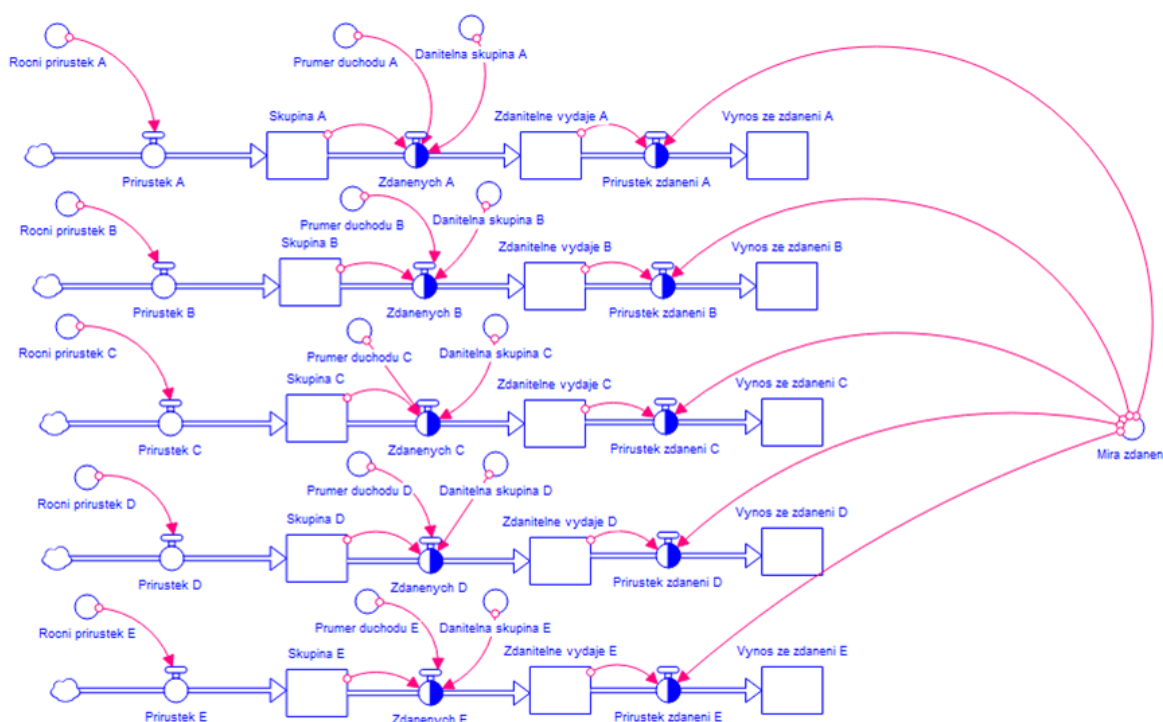 Rocni prirustek A
Prumer duchodu A
Danitelna skupina A
Skupina A
Zdanitelne vydaje A
Vynos ze zdaneni A
Prirustek A
Zdanenych A
Prirustek zdaneni A
Rocni prirustek B
Prumer duchodu B
Danitelna skupina B
Skupina B
Zdanitelne vydaje B
Vynos ze zdaneni B
Prirustek B
Zdanenych B
Prirustek zdaneni B
Rocni prirustek C
Prumer duchodu C
Danitelna skupina C
Skupina C
Zdanitelne vydaje C
Vynos ze zdaneni C
Prirustek C
Zdanenych C
Prirustek zdaneni C
Mira zdanen
Rocni prirustek D
Prumer duchodu D
Danitelna skupina D
Skupina D
Zdanitelne vydaje D
Vynos ze zdaneni D
Prirustek D
Zdanenych D
Prirustek zdaneni D
Rocni prirustek E
Prumer duchodu E
Danitelna skupina E
Skupina E
Zdanitelne vydaje E
Vynos ze zdaneni E
Prirustek E
Zdanenych E
Prirustek zdaneni E